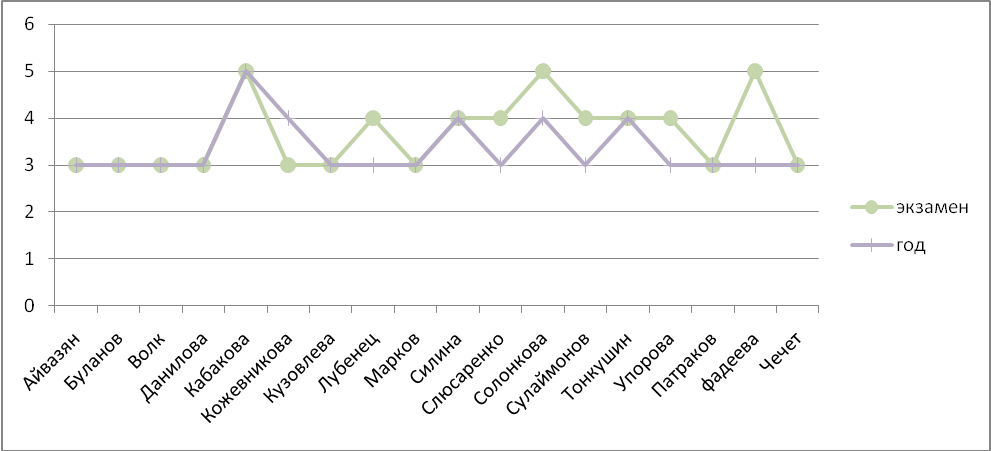 6
5
4
3
2
1
0
Айвазян
Буланов
Волк
Данилова
Кабакова
Кожевникова
Кузовлева
Лубенец
Марков
Силина
Слюсаренко
Солонкова
Сулаймонов
Тонкушин
Упорова
Патраков
фадеева
Чечет
экзамен
год